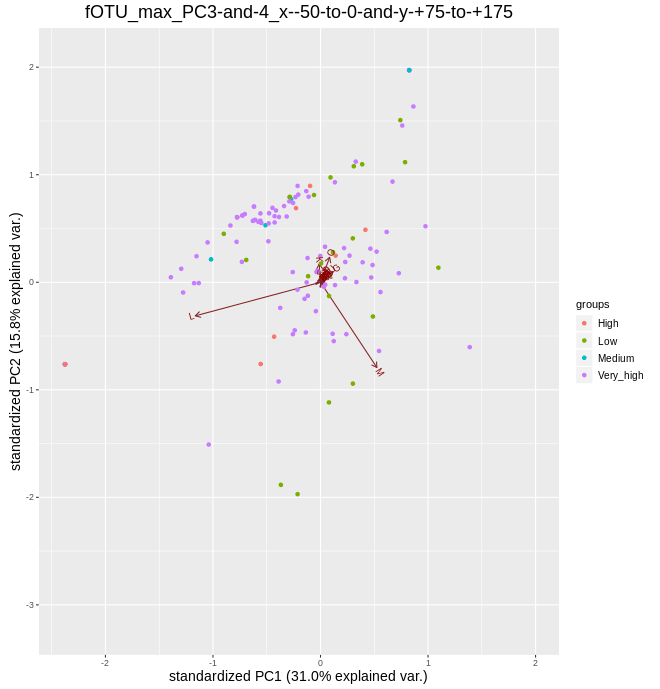 fOTU_max_PC3-and-4_x--50-to-0-and-y-+75-to-+175
standardized PC2 (15.8% explained var.)
2
1
0
-1
-2
-3
L
M
-2
-1
0
1
2
standardized PC1 (31.0% explained var.)
groups
High
Low
Medium
Very_high